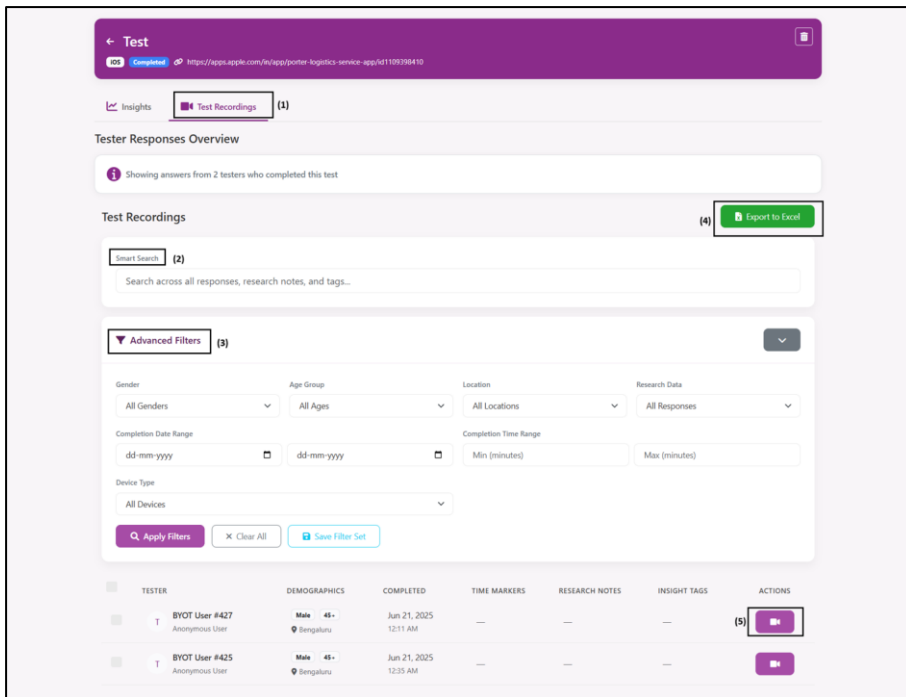 ← Test
iOS Completed https://apps.apple.com/in/app/porter-logistics-service-app/id1109398410
Insights Test Recordings (1)
Tester Responses Overview
Showing answers from 2 testers who completed this test
Test Recordings
(4) Export to Excel
Smart Search (2)
Search across all responses, research notes, and tags...
Advanced Filters (3)
Gender Age Group Location Research Data
All Genders All Ages All Locations All Responses
Completion Date Range Completion Time Range
dd-mm-yyyy dd-mm-yyyy Min (minutes) Max (minutes)
Device Type
All Devices
Apply Filters × Clear All Save Filter Set
TESTER DEMOGRAPHICS COMPLETED TIME MARKERS RESEARCH NOTES INSIGHT TAGS ACTIONS
T BYOT User #427 Male 45+ Jun 21, 2025 — — — (5)
Anonymous User Bengaluru 12:11 AM
T BYOT User #425 Male 45+ Jun 21, 2025 — — —
Anonymous User Bengaluru 12:35 AM